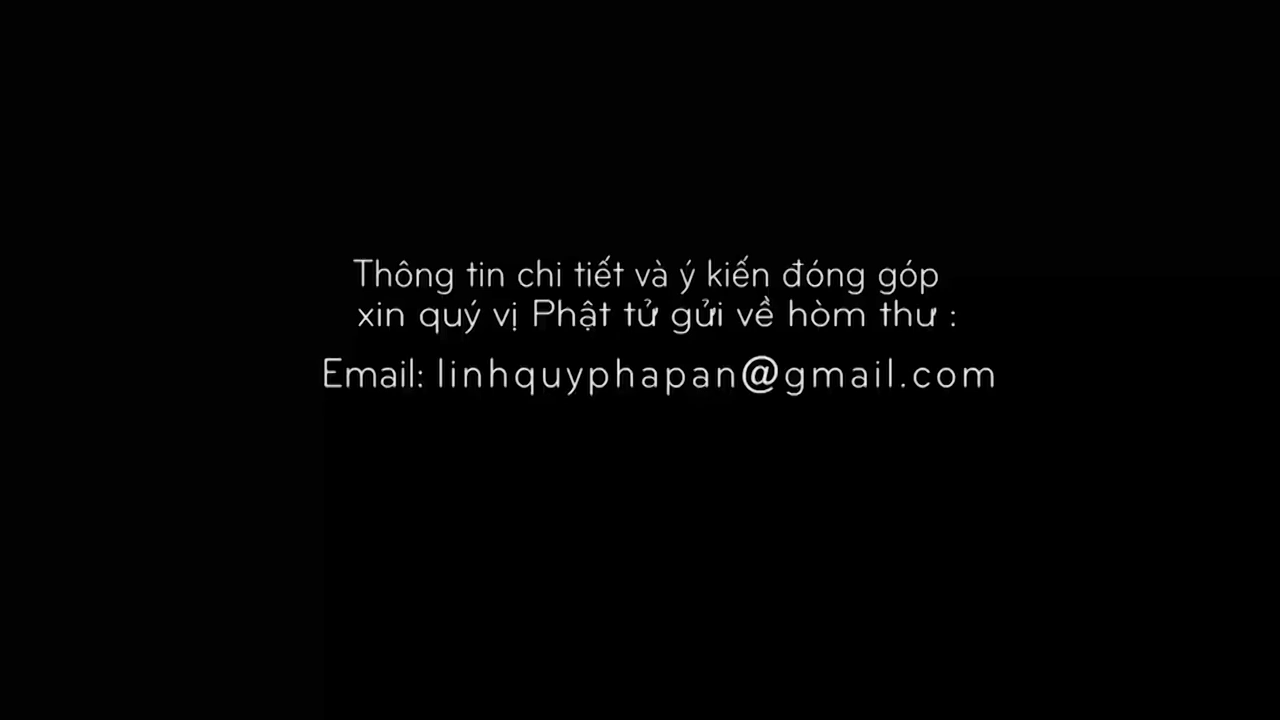 Thông tin chi tiết và ý kiến đóng góp
xin quý vị Phật tử gửi về hòm thư :
Email: linhquyphapan@gmail.com